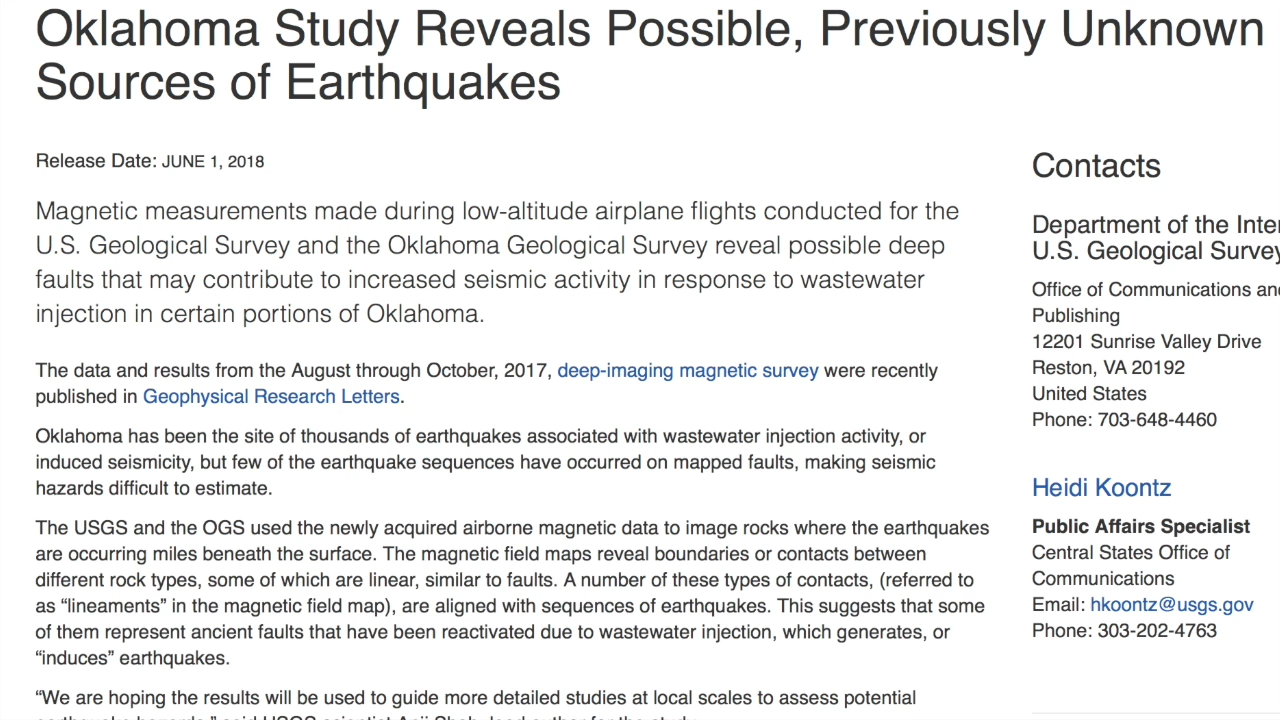 Oklahoma Study Reveals Possible, Previously Unknown
Sources of Earthquakes
Release Date: JUNE 1, 2018
Magnetic measurements made during low-altitude airplane flights conducted for the
U.S. Geological Survey and the Oklahoma Geological Survey reveal possible deep
faults that may contribute to increased seismic activity in response to wastewater
injection in certain portions of Oklahoma.
The data and results from the August through October, 2017, deep-imaging magnetic survey were recently
published in Geophysical Research Letters.
Oklahoma has been the site of thousands of earthquakes associated with wastewater injection activity, or
induced seismicity, but few of the earthquake sequences have occurred on mapped faults, making seismic
hazards difficult to estimate.
The USGS and the OGS used the newly acquired airborne magnetic data to image rocks where the earthquakes
are occurring miles beneath the surface. The magnetic field maps reveal boundaries or contacts between
different rock types, some of which are linear, similar to faults. A number of these types of contacts, (referred to
as “lineaments” in the magnetic field map), are aligned with sequences of earthquakes. This suggests that some
of them represent ancient faults that have been reactivated due to wastewater injection, which generates, or
“induces” earthquakes.
“We are hoping the results will be used to guide more detailed studies at local scales to assess potential
Contacts
Department of the Inter
U.S. Geological Survey
Office of Communications and
Publishing
12201 Sunrise Valley Drive
Reston, VA 20192
United States
Phone: 703-648-4460
Heidi Koontz
Public Affairs Specialist
Central States Office of
Communications
Email: hkoontz@usgs.gov
Phone: 303-202-4763